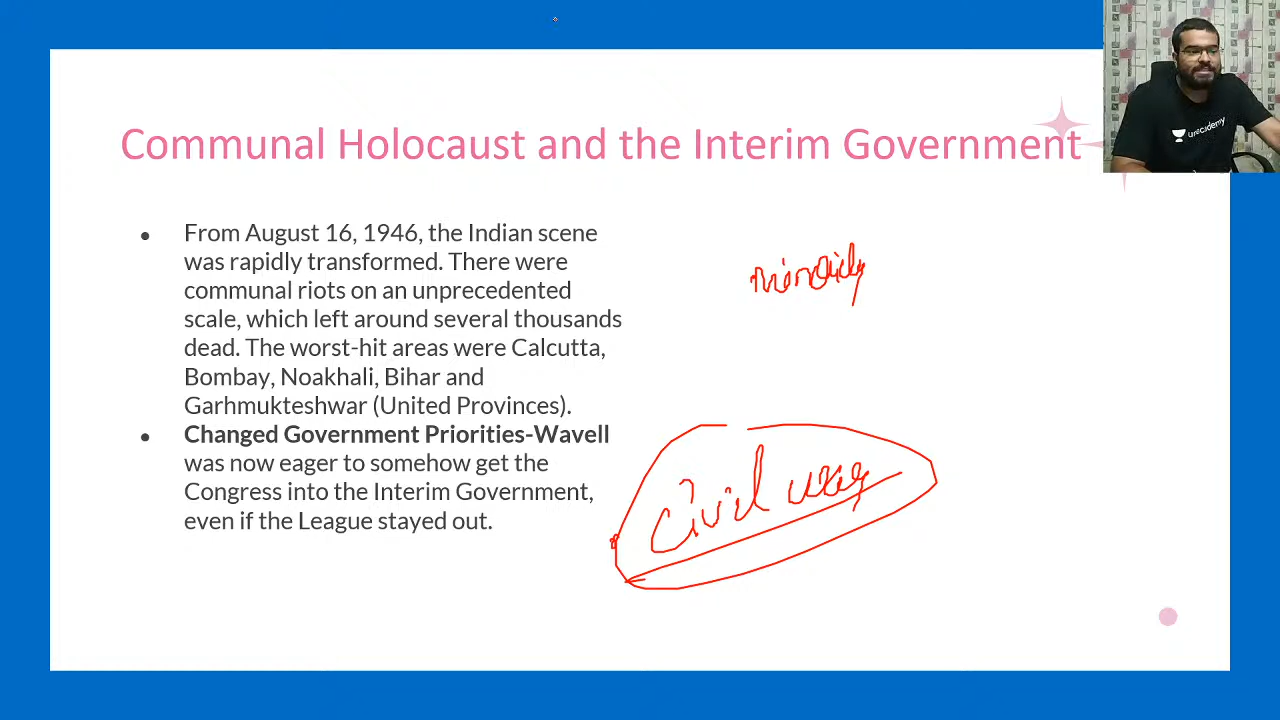 Communal Holocaust and the Interim Government
● From August 16, 1946, the Indian scene
was rapidly transformed. There were
communal riots on an unprecedented
scale, which left around several thousands
dead. The worst-hit areas were Calcutta,
Bombay, Noakhali, Bihar and
Garhmukteshwar (United Provinces).
● Changed Government Priorities-Wavell
was now eager to somehow get the
Congress into the Interim Government,
even if the League stayed out.
minority
Civil war
unacademy